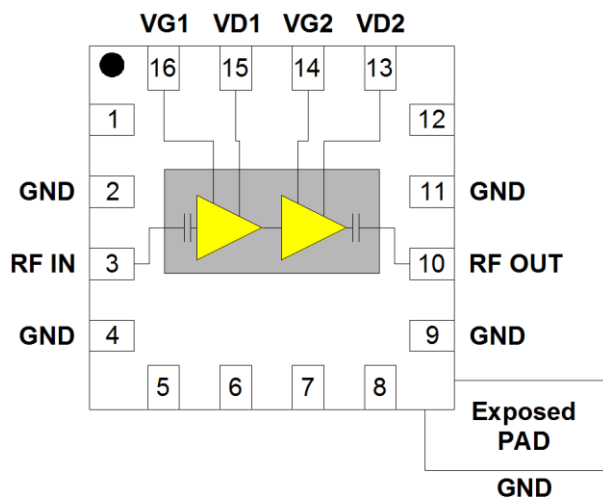 VG1 VD1 VG2 VD2
16 15 14 13
1 12
GND 2 11 GND
RF IN 3 10 RF OUT
GND 4 9 GND
5 6 7 8
Exposed
PAD
GND